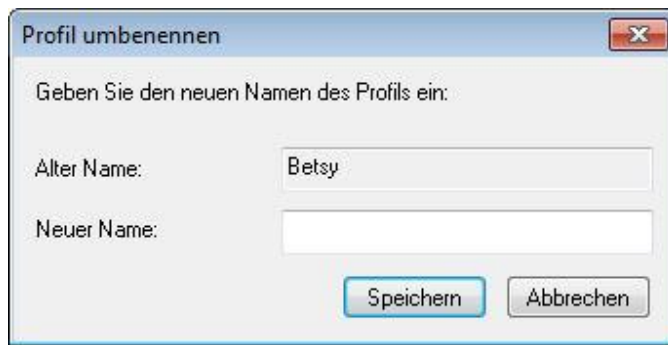 Profil umbenennen
Geben Sie den neuen Namen des Profils ein:
Alter Name: Betsy
Neuer Name:
Speichern Abbrechen